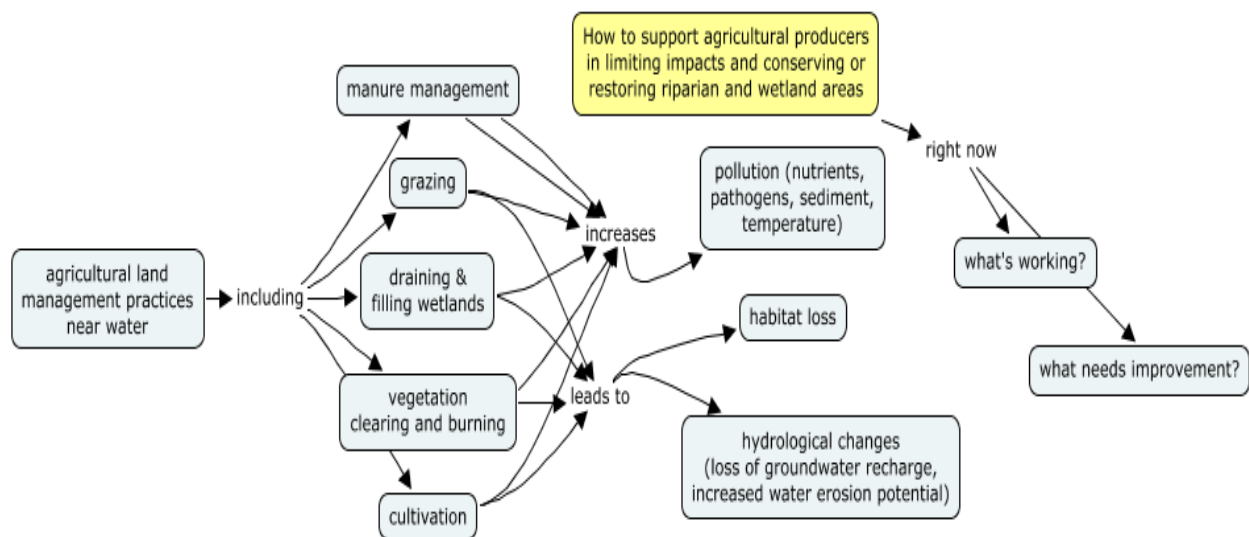 How to support agricultural producers
in limiting impacts and conserving or
restoring riparian and wetland areas
right now
what's working?
what needs improvement?
agricultural land
management practices
near water
including
manure management
grazing
draining &
filling wetlands
vegetation
clearing and burning
cultivation
increases
pollution (nutrients,
pathogens, sediment,
temperature)
leads to
habitat loss
hydrological changes
(loss of groundwater recharge,
increased water erosion potential)